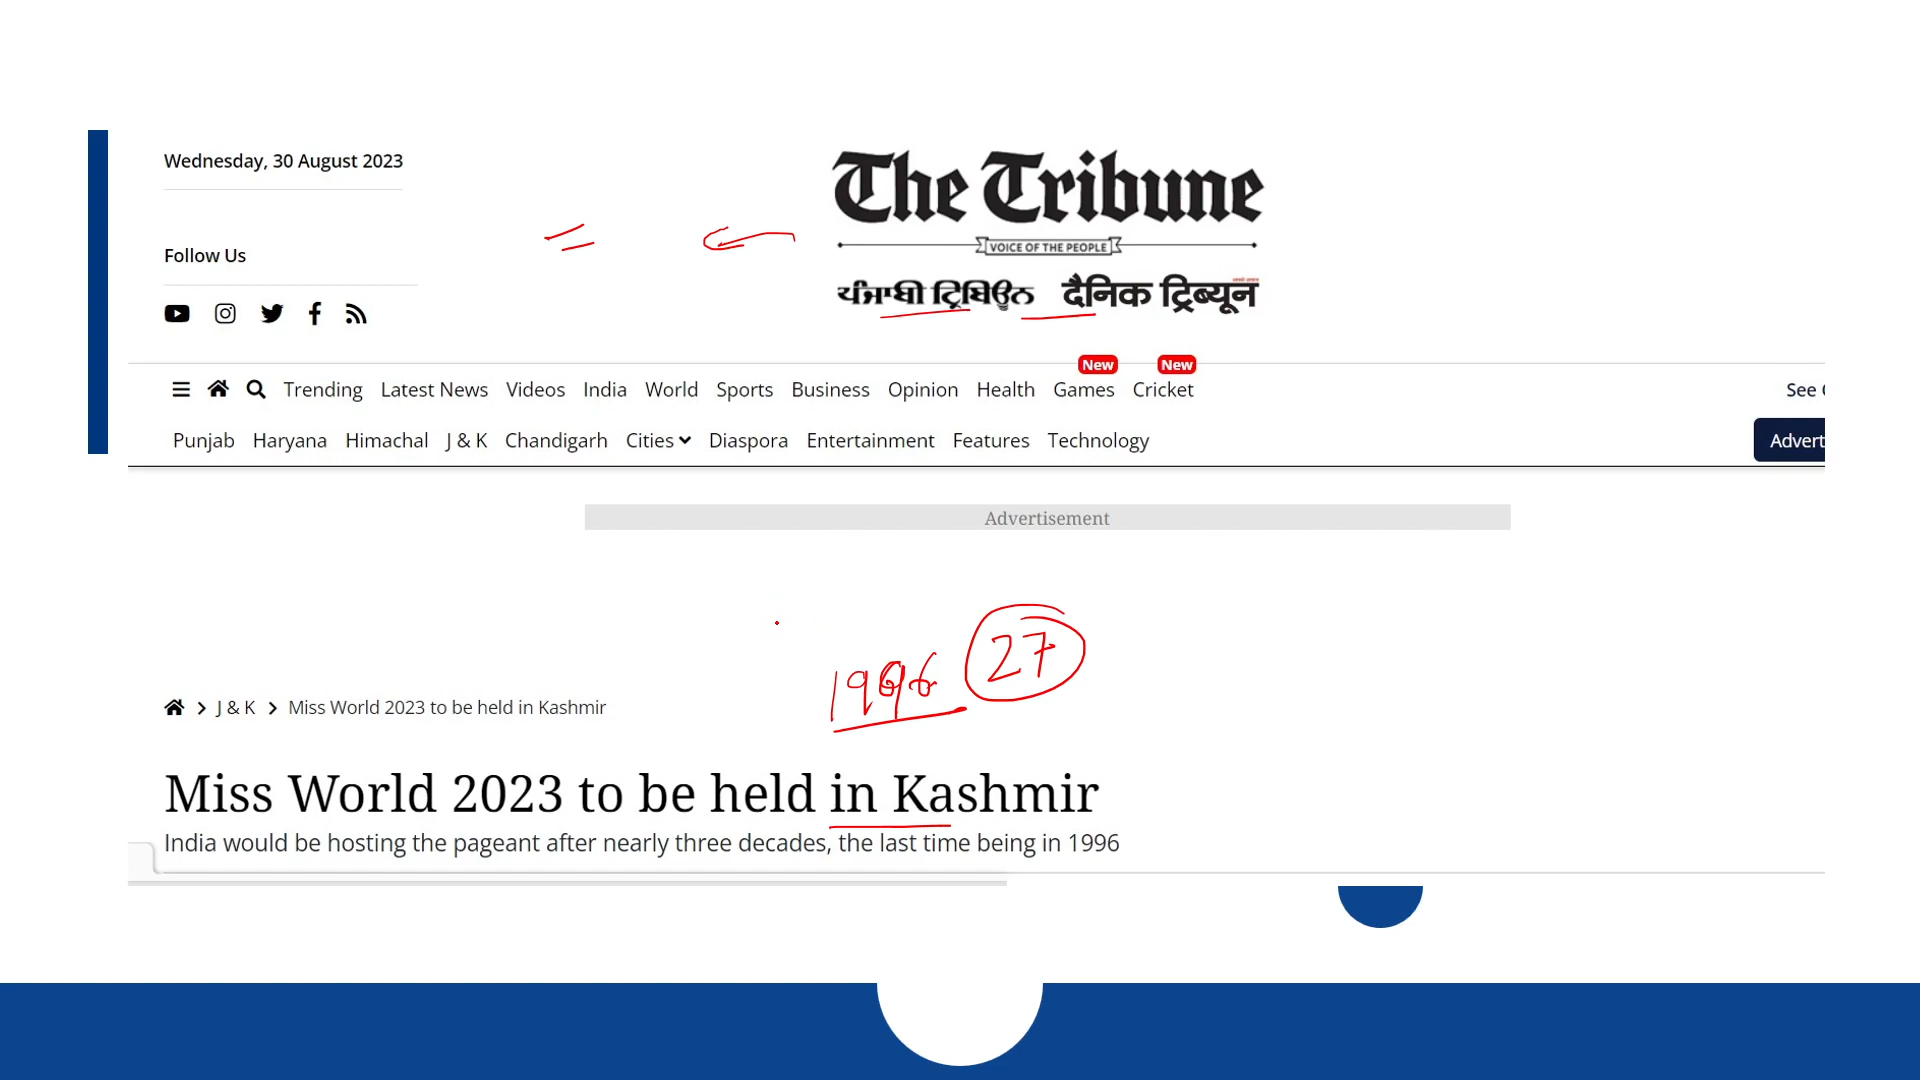 Wednesday, 30 August 2023
The Tribune
VOICE OF THE PEOPLE
Follow Us
ਪੰਜਾਬੀ ਟ੍ਰਿਬਿਊਨ दैनिक ट्रिब्यून
New New
Trending Latest News Videos India World Sports Business Opinion Health Games Cricket See
Punjab Haryana Himachal J & K Chandigarh Cities Diaspora Entertainment Features Technology Advert
Advertisement
1996 27
J & K Miss World 2023 to be held in Kashmir
Miss World 2023 to be held in Kashmir
India would be hosting the pageant after nearly three decades, the last time being in 1996